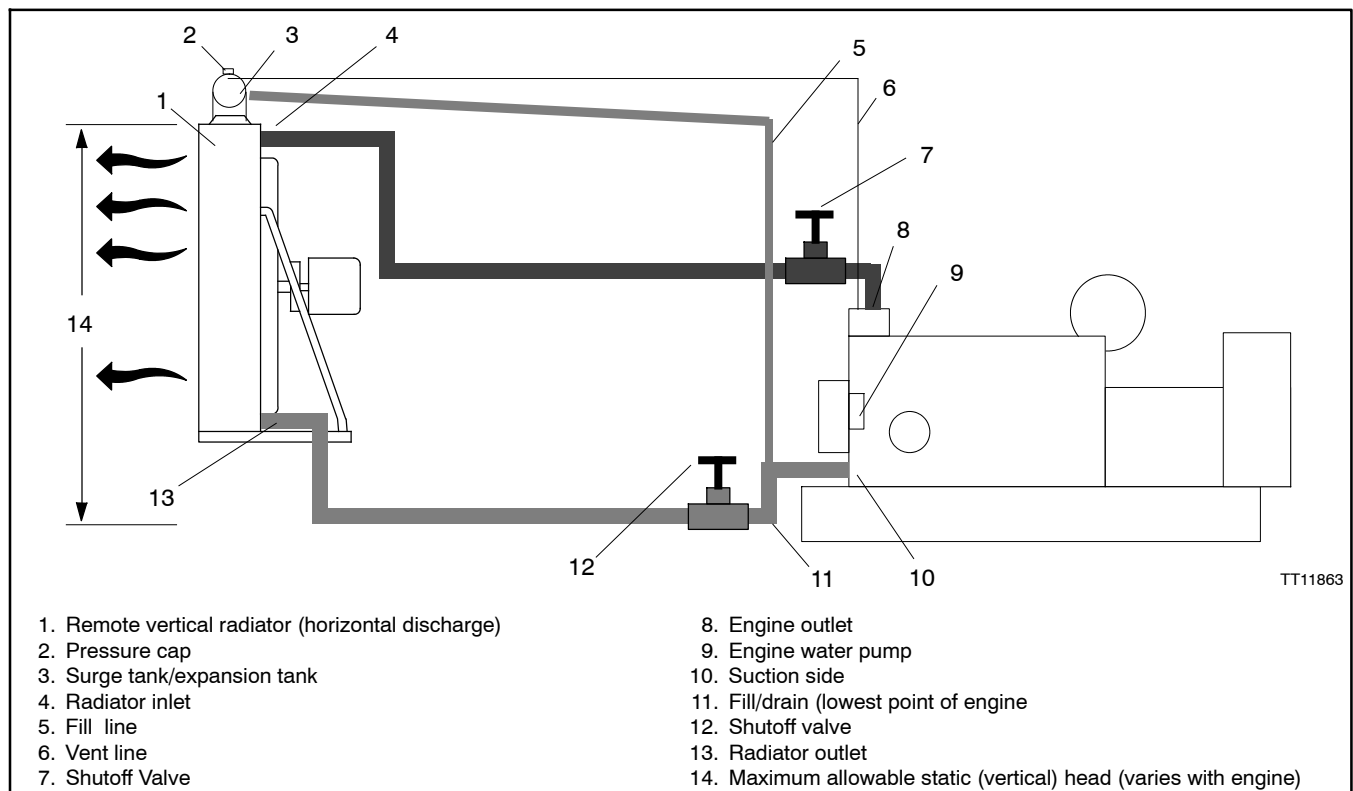 2 3 4 5
1 6
7
8
9
14
13
12 11 10
TT11863
1. Remote vertical radiator (horizontal discharge)
2. Pressure cap
3. Surge tank/expansion tank
4. Radiator inlet
5. Fill line
6. Vent line
7. Shutoff Valve
8. Engine outlet
9. Engine water pump
10. Suction side
11. Fill/drain (lowest point of engine
12. Shutoff valve
13. Radiator outlet
14. Maximum allowable static (vertical) head (varies with engine)